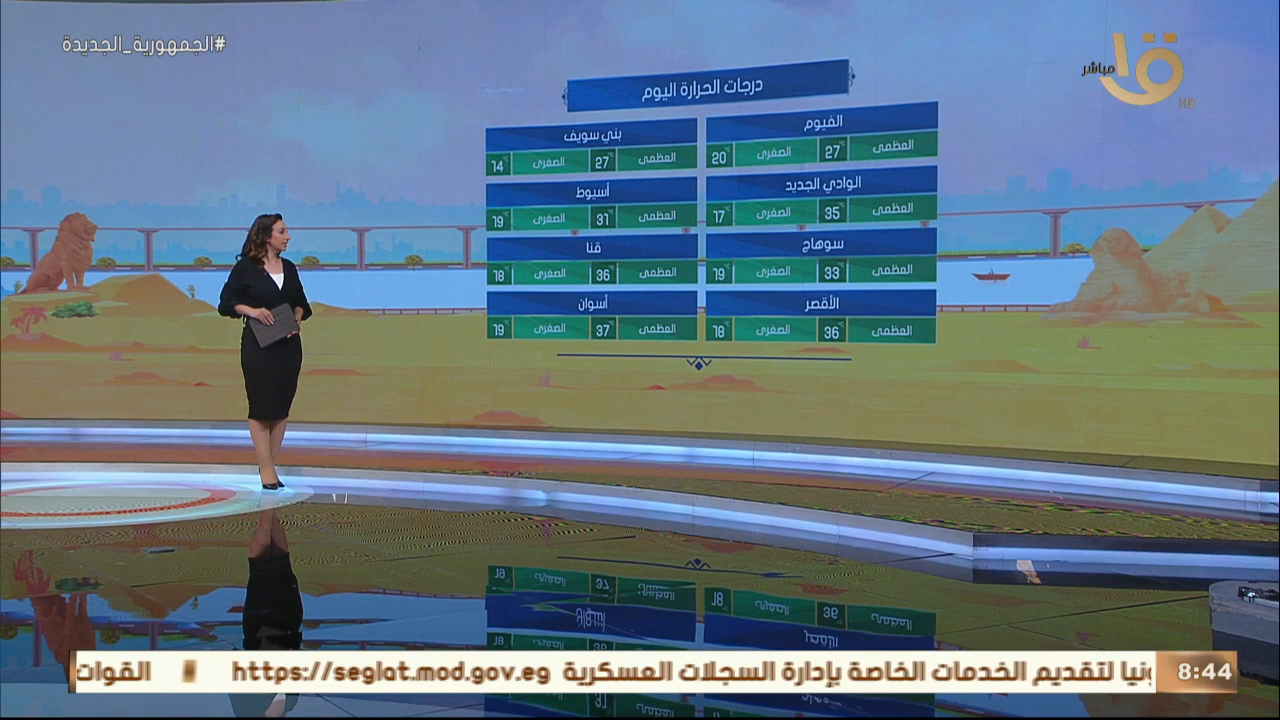 #الجمهورية_الجديدة
مباشر
HD
درجات الحرارة اليوم
الفيوم
العظمى 27 الصغرى 20
بني سويف
العظمى 27 الصغرى 14
الوادي الجديد
العظمى 35 الصغرى 17
أسيوط
العظمى 31 الصغرى 19
سوهاج
العظمى 33 الصغرى 19
قنا
العظمى 36 الصغرى 18
الأقصر
العظمى 36 الصغرى 18
أسوان
العظمى 37 الصغرى 19
لتقديم الخدمات الخاصة بإدارة السجلات العسكرية https://seglat.mod.gov.eg القوات
8:44